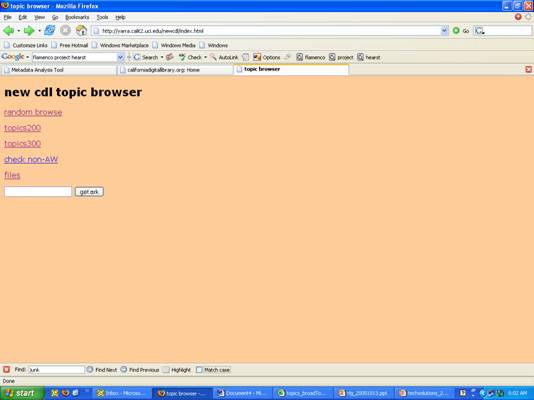 topic browser - Mozilla Firefox
File Edit View Go Bookmarks Tools Help
http://yarra.calit2.uci.edu/newcdl/index.html Go
Customize Links Free Hotmail Windows Marketplace Windows Media Windows
Google flamenco project hearst Search Check AutoLink Options flamenco project hearst
Metadata Analysis Tool californiadigitallibrary.org: Home topic browser
new cdl topic browser
random browse
topics200
topics300
check non-AW
files
get ark
Find: junk Find Next Find Previous Highlight Match case
Done
start Inbox - Microsos... topic browser -... Document4 - Mi... topics_broadTo... rlg_20051013.ppt techsolutions_2... 8:02 AM